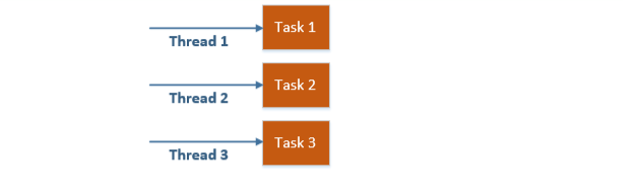 Task 1
Thread 1
Task 2
Thread 2
Task 3
Thread 3